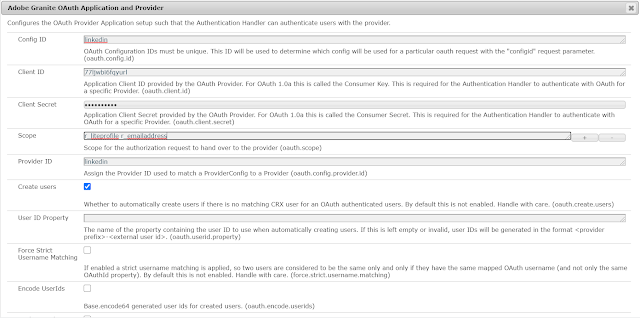 Adobe Granite OAuth Application and Provider
Configures the OAuth Provider Application setup such that the Authentication Handler can authenticate users with the provider.
Config ID
linkedin
OAuth Configuration IDs must be unique. This ID will be used to determine which config will be used for a particular oauth request with the "configid" request parameter.
(oauth.config.id)
Client ID
Application Client ID provided by the OAuth Provider. For OAuth 1.0a this is called the Consumer Key. This is required for the Authentication Handler to authenticate with OAuth for
a specific Provider. (oauth.client.id)
Client Secret
••••••••••
Application Client Secret provided by the OAuth Provider. For OAuth 1.0a this is called the Consumer Secret. This is required for the Authentication Handler to authenticate with
OAuth for a specific Provider. (oauth.client.secret)
Scope
r_liteprofile r_emailaddress
+ -
Scope for the authorization request to hand over to the provider (oauth.scope)
Provider ID
linkedin
Assign the Provider ID used to match a ProviderConfig to a Provider (oauth.config.provider.id)
Create users
Whether to automatically create users if there is no matching CRX user for an OAuth authenticated users. By default this is not enabled. Handle with care. (oauth.create.users)
User ID Property
The name of the property containing the user ID to use when automatically creating users. If this is left empty or invalid, user IDs will be generated in the format <provider
prefix>-<external user id>. (oauth.userid.property)
Force Strict
Username Matching
If enabled a strict username matching is applied, so two users are considered to be the same only and only if they have the same mapped OAuth username (and not only the same
OAuthId property). By default this is not enabled. Handle with care. (force.strict.username.matching)
Encode UserIds
Base.encode64 generated user ids for created users. (oauth.encode.userids)